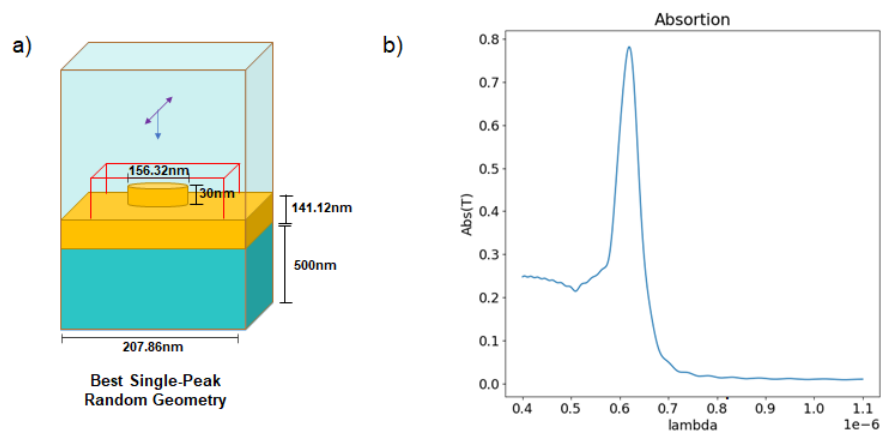 a)
156.32nm
30nm
141.12nm
500nm
207.86nm
Best Single-Peak
Random Geometry
b)
Absortion
Abs(T)
0.8
0.7
0.6
0.5
0.4
0.3
0.2
0.1
0.0
0.4 0.5 0.6 0.7 0.8 0.9 1.0 1.1
1e-6
lambda